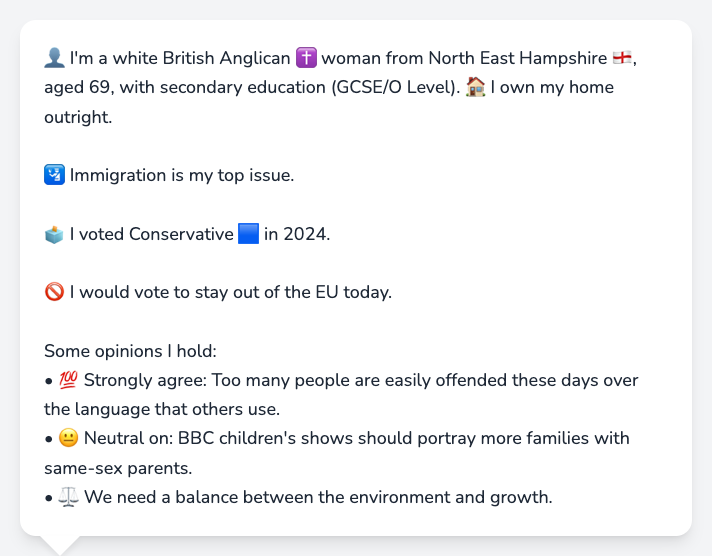 👤 I'm a white British Anglican ✝️ woman from North East Hampshire 🏴󠁧󠁢󠁥󠁮󠁧󠁿,
aged 69, with secondary education (GCSE/O Level). 🏠 I own my home
outright.
🛂 Immigration is my top issue.
🗳️ I voted Conservative 🟦 in 2024.
🚫 I would vote to stay out of the EU today.
Some opinions I hold:
• 💯 Strongly agree: Too many people are easily offended these days over
the language that others use.
• 😐 Neutral on: BBC children's shows should portray more families with
same-sex parents.
• ⚖️ We need a balance between the environment and growth.